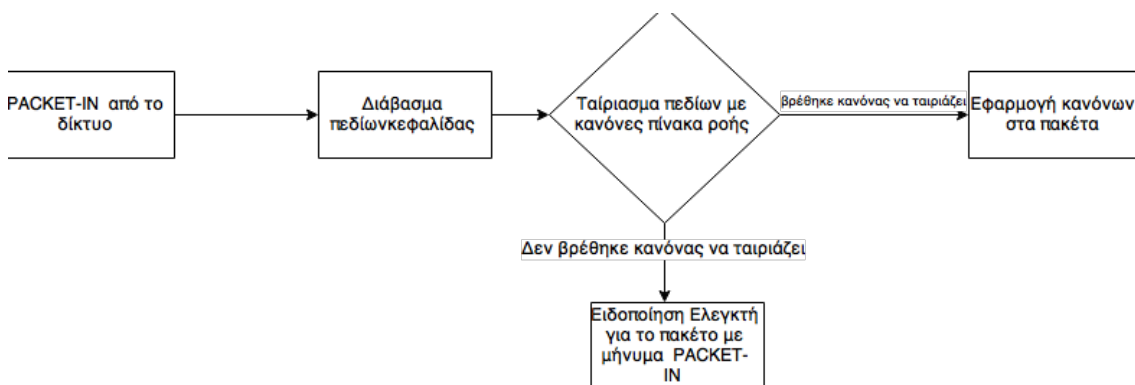 PACKET-IN από το
δίκτυο
Διάβασμα
πεδίωνκεφαλίδας
Ταίριασμα πεδίων με
κανόνες πίνακα ροής
βρέθηκε κανόνας να ταιριάζει
Εφαρμογή κανόνων
στα πακέτα
Δεν βρέθηκε κανόνας να ταιριάζει
Ειδοποίηση Ελεγκτή
για το πακέτο με
μήνυμα PACKET-
IN